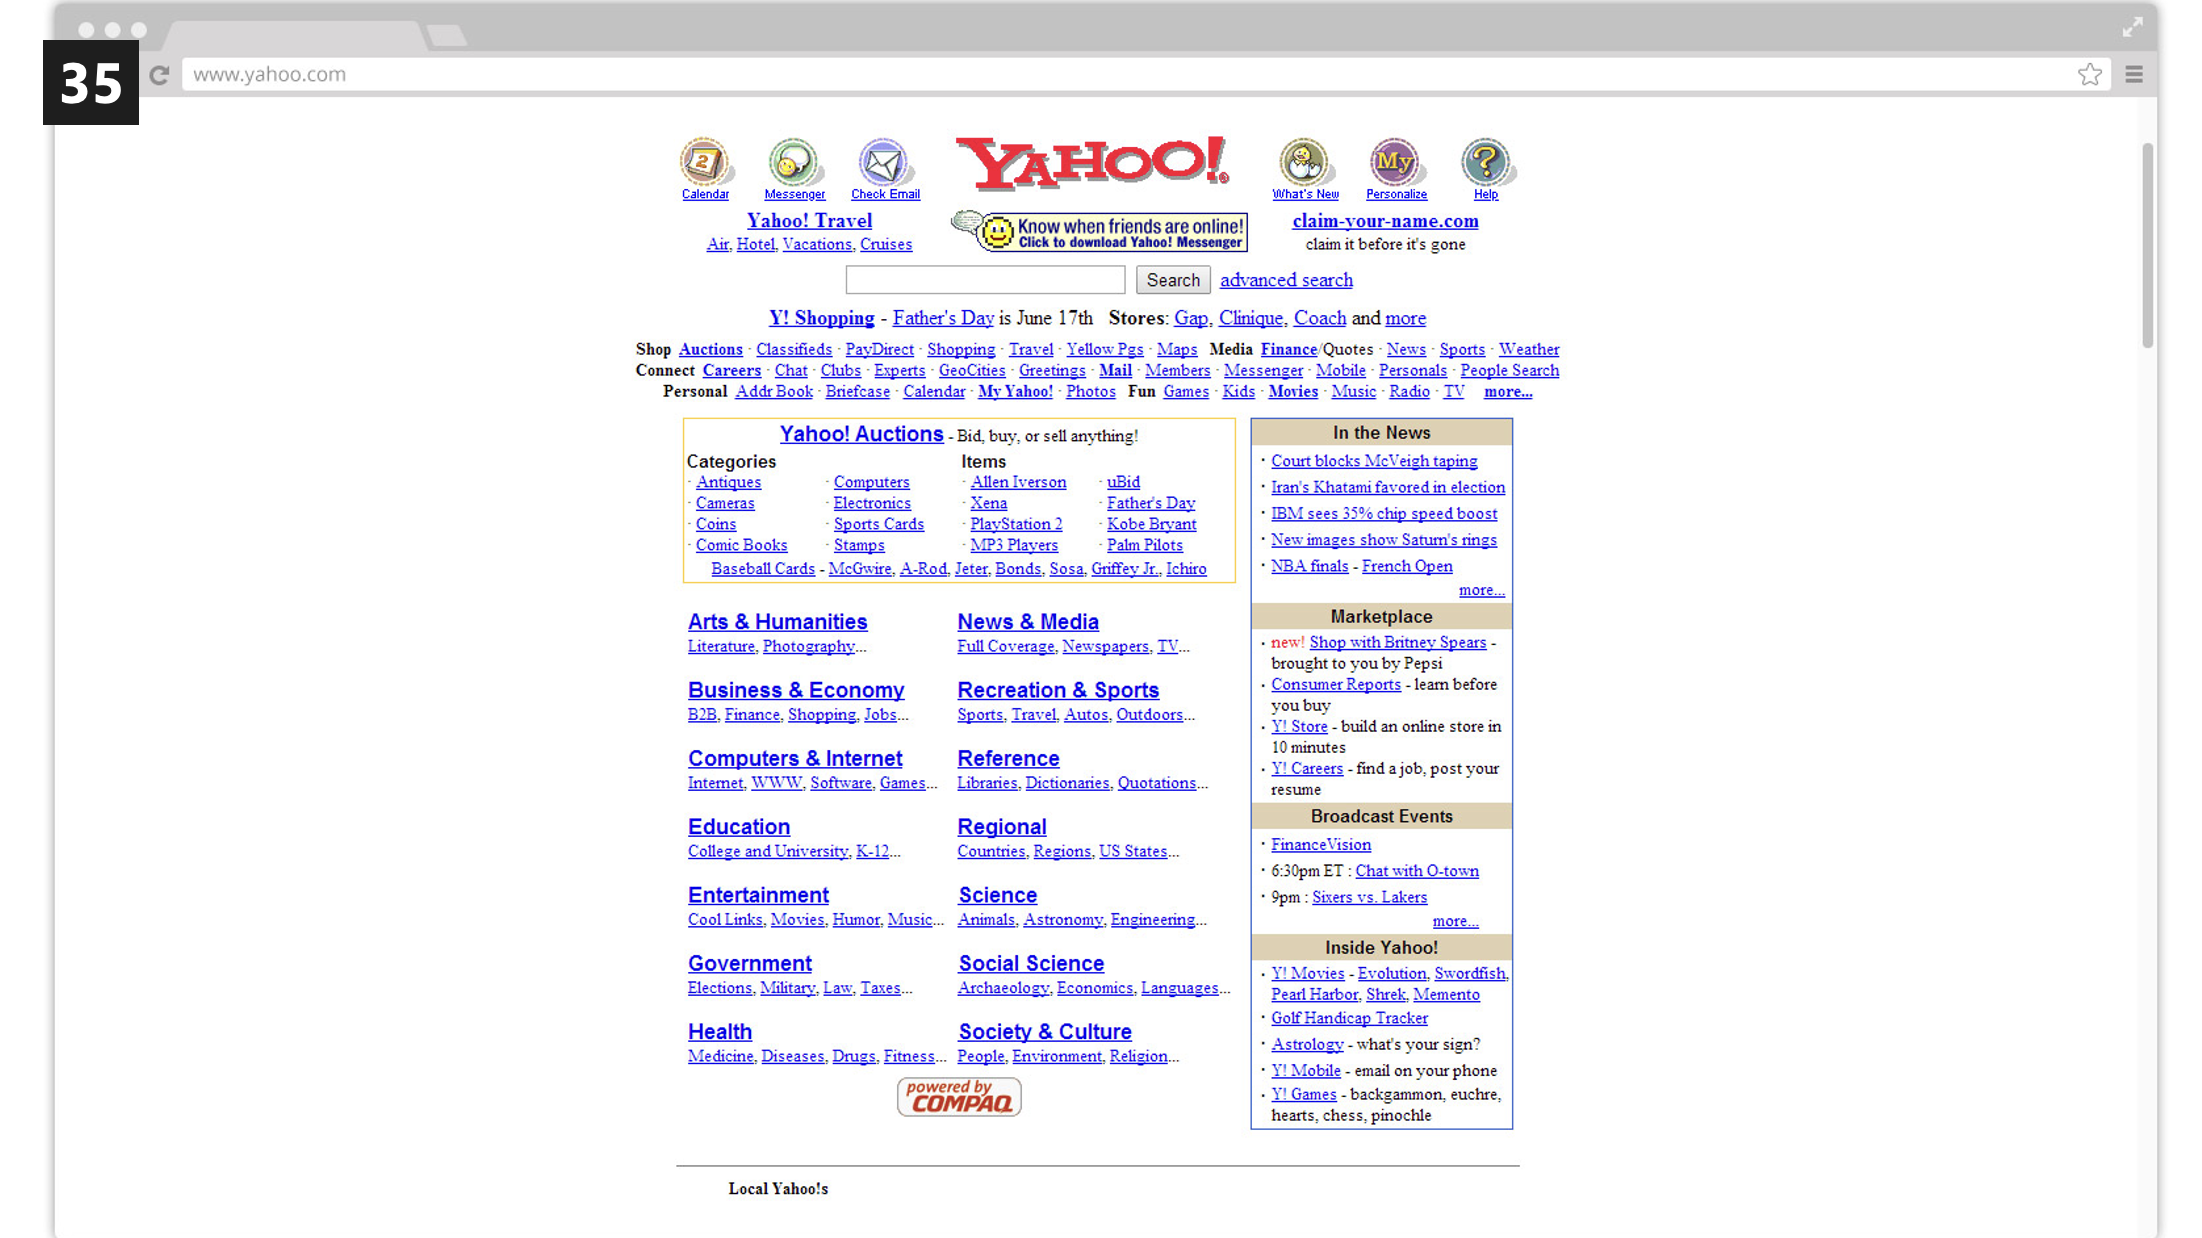 35
www.yahoo.com
Calendar
Messenger
Check Email
YAHOO!
What's New
My
Personalize
?
Help
2
Yahoo! Travel
Air, Hotel, Vacations, Cruises
Know when friends are online!
Click to download Yahoo! Messenger
claim-your-name.com
claim it before it's gone
Search advanced search
Y! Shopping - Father's Day is June 17th Stores: Gap, Clinique, Coach and more
Shop Auctions · Classifieds · PayDirect · Shopping · Travel · Yellow Pgs · Maps Media Finance/Quotes · News · Sports · Weather
Connect Careers · Chat · Clubs · Experts · GeoCities · Greetings · Mail · Members · Messenger · Mobile · Personals · People Search
Personal Addr Book · Briefcase · Calendar · My Yahoo! · Photos Fun Games · Kids · Movies · Music · Radio · TV more...
Yahoo! Auctions - Bid, buy, or sell anything!
Categories Items
· Antiques · Computers · Allen Iverson · uBid
· Cameras · Electronics · Xena · Father's Day
· Coins · Sports Cards · PlayStation 2 · Kobe Bryant
· Comic Books · Stamps · MP3 Players · Palm Pilots
Baseball Cards - McGwire, A-Rod, Jeter, Bonds, Sosa, Griffey Jr., Ichiro
Arts & Humanities
Literature, Photography...
Business & Economy
B2B, Finance, Shopping, Jobs...
Computers & Internet
Internet, WWW, Software, Games...
Education
College and University, K-12...
Entertainment
Cool Links, Movies, Humor, Music...
Government
Elections, Military, Law, Taxes...
Health
Medicine, Diseases, Drugs, Fitness...
News & Media
Full Coverage, Newspapers, TV...
Recreation & Sports
Sports, Travel, Autos, Outdoors...
Reference
Libraries, Dictionaries, Quotations...
Regional
Countries, Regions, US States...
Science
Animals, Astronomy, Engineering...
Social Science
Archaeology, Economics, Languages...
Society & Culture
People, Environment, Religion...
powered by
COMPAQ
In the News
· Court blocks McVeigh taping
· Iran's Khatami favored in election
· IBM sees 35% chip speed boost
· New images show Saturn's rings
· NBA finals - French Open
more...
Marketplace
· new! Shop with Britney Spears -
brought to you by Pepsi
· Consumer Reports - learn before
you buy
· Y! Store - build an online store in
10 minutes
· Y! Careers - find a job, post your
resume
Broadcast Events
· FinanceVision
· 6:30pm ET : Chat with O-town
· 9pm : Sixers vs. Lakers
more...
Inside Yahoo!
· Y! Movies - Evolution, Swordfish,
Pearl Harbor, Shrek, Memento
· Golf Handicap Tracker
· Astrology - what's your sign?
· Y! Mobile - email on your phone
· Y! Games - backgammon, euchre,
hearts, chess, pinochle
Local Yahoo!s